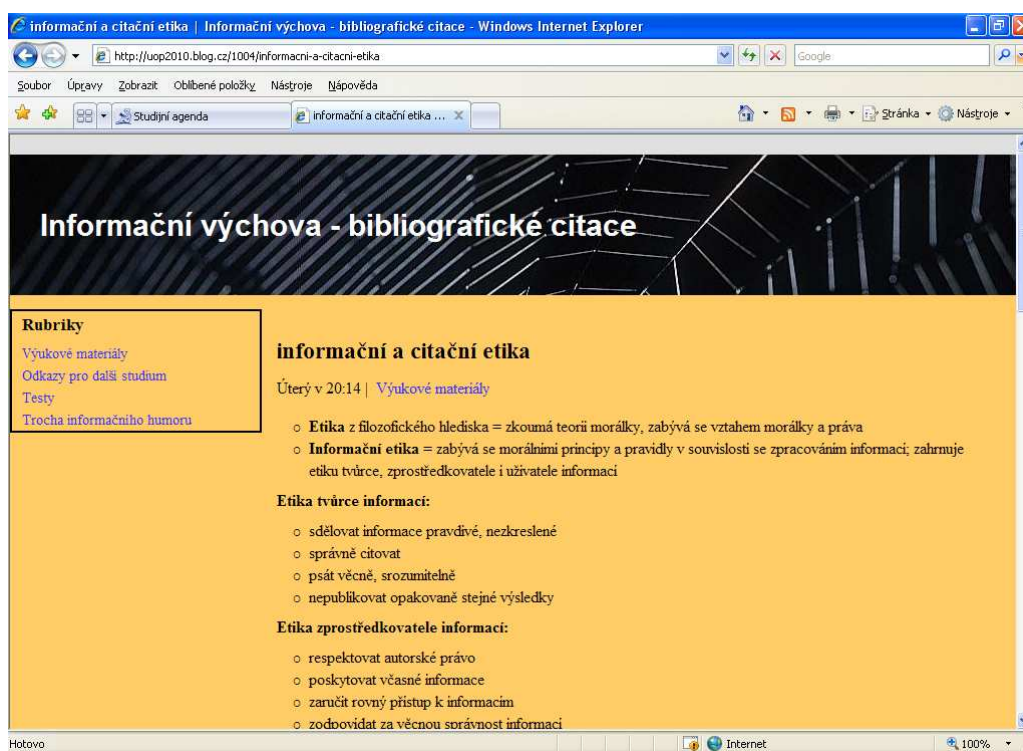 informační a citační etika | Informační výchova - bibliografické citace - Windows Internet Explorer
http://uop2010.blog.cz/1004/informacni-a-citacni-etika
Google
Soubor Úpravy Zobrazit Oblíbené položky Nástroje Nápověda
Studijní agenda
informační a citační etika ...
Stránka
Nástroje
Informační výchova - bibliografické citace
Rubriky
Výukové materiály
Odkazy pro další studium
Testy
Trocha informačního humoru
informační a citační etika
Úterý v 20:14 | Výukové materiály
Etika z filozofického hlediska = zkoumá teorii morálky, zabývá se vztahem morálky a práva
Informační etika = zabývá se morálními principy a pravidly v souvislosti se zpracováním informací; zahrnuje
etiku tvůrce, zprostředkovatele i uživatele informací
Etika tvůrce informací:
sdělovat informace pravdivé, nezkreslené
správně citovat
psát věcně, srozumitelně
nepublikovat opakovaně stejné výsledky
Etika zprostředkovatele informací:
respektovat autorské právo
poskytovat včasné informace
zaručit rovný přístup k informacím
zodpovídat za věcnou správnost informací
Hotovo
Internet
100%